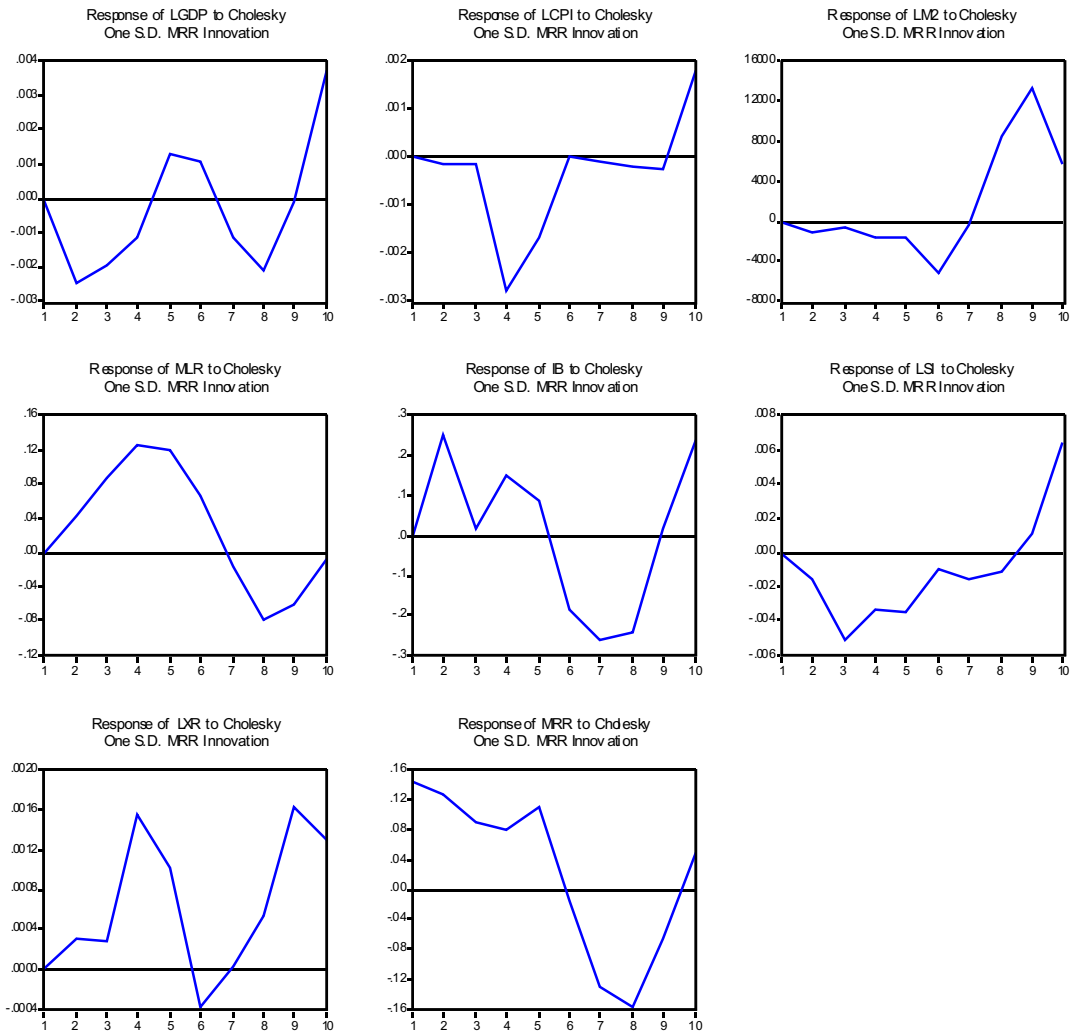 Response of LGDP to Cholesky
One S.D. MRR Innovation
.004
.003
.002
.001
.000
-.001
-.002
-.003
1 2 3 4 5 6 7 8 9 10
Response of LCPI to Cholesky
One S.D. MRR Innovation
.002
.001
.000
-.001
-.002
-.003
1 2 3 4 5 6 7 8 9 10
Response of LM2 to Cholesky
One S.D. MRR Innovation
16000
12000
8000
4000
0
-4000
-8000
1 2 3 4 5 6 7 8 9 10
Response of MLR to Cholesky
One S.D. MRR Innovation
.16
.12
.08
.04
.00
-.04
-.08
-.12
1 2 3 4 5 6 7 8 9 10
Response of IB to Cholesky
One S.D. MRR Innovation
.3
.2
.1
.0
-.1
-.2
-.3
1 2 3 4 5 6 7 8 9 10
Response of LSI to Cholesky
One S.D. MRR Innovation
.008
.006
.004
.002
.000
-.002
-.004
-.006
1 2 3 4 5 6 7 8 9 10
Response of LXR to Cholesky
One S.D. MRR Innovation
.0020
.0016
.0012
.0008
.0004
.0000
-.0004
1 2 3 4 5 6 7 8 9 10
Response of MRR to Cholesky
One S.D. MRR Innovation
.16
.12
.08
.04
.00
-.04
-.08
-.12
-.16
1 2 3 4 5 6 7 8 9 10